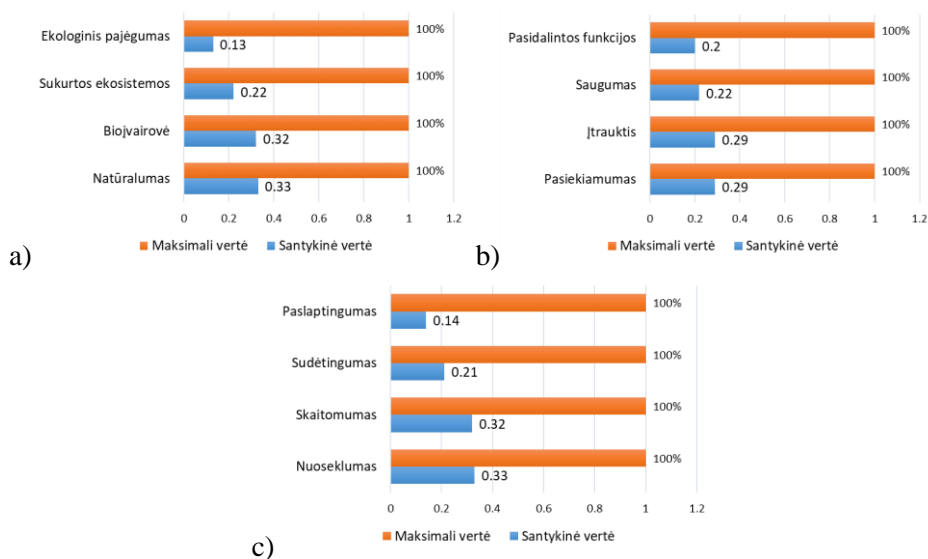 Ekologinis pajėgumas
100%
0.13
Sukurtos ekosistemos
100%
0.22
Biojvairovė
100%
0.32
Natūralumas
100%
0.33
0 0.2 0.4 0.6 0.8 1 1.2
Maksimali vertė Santykinė vertė
a)
Pasidalintos funkcijos
100%
0.2
Saugumas
100%
0.22
Įtrauktis
100%
0.29
Pasiekiamumas
100%
0.29
0 0.2 0.4 0.6 0.8 1 1.2
Maksimali vertė Santykinė vertė
b)
Paslaptingumas
100%
0.14
Sudėtingumas
100%
0.21
Skaitomumas
100%
0.32
Nuoseklumas
100%
0.33
0 0.2 0.4 0.6 0.8 1 1.2
Maksimali vertė Santykinė vertė
c)